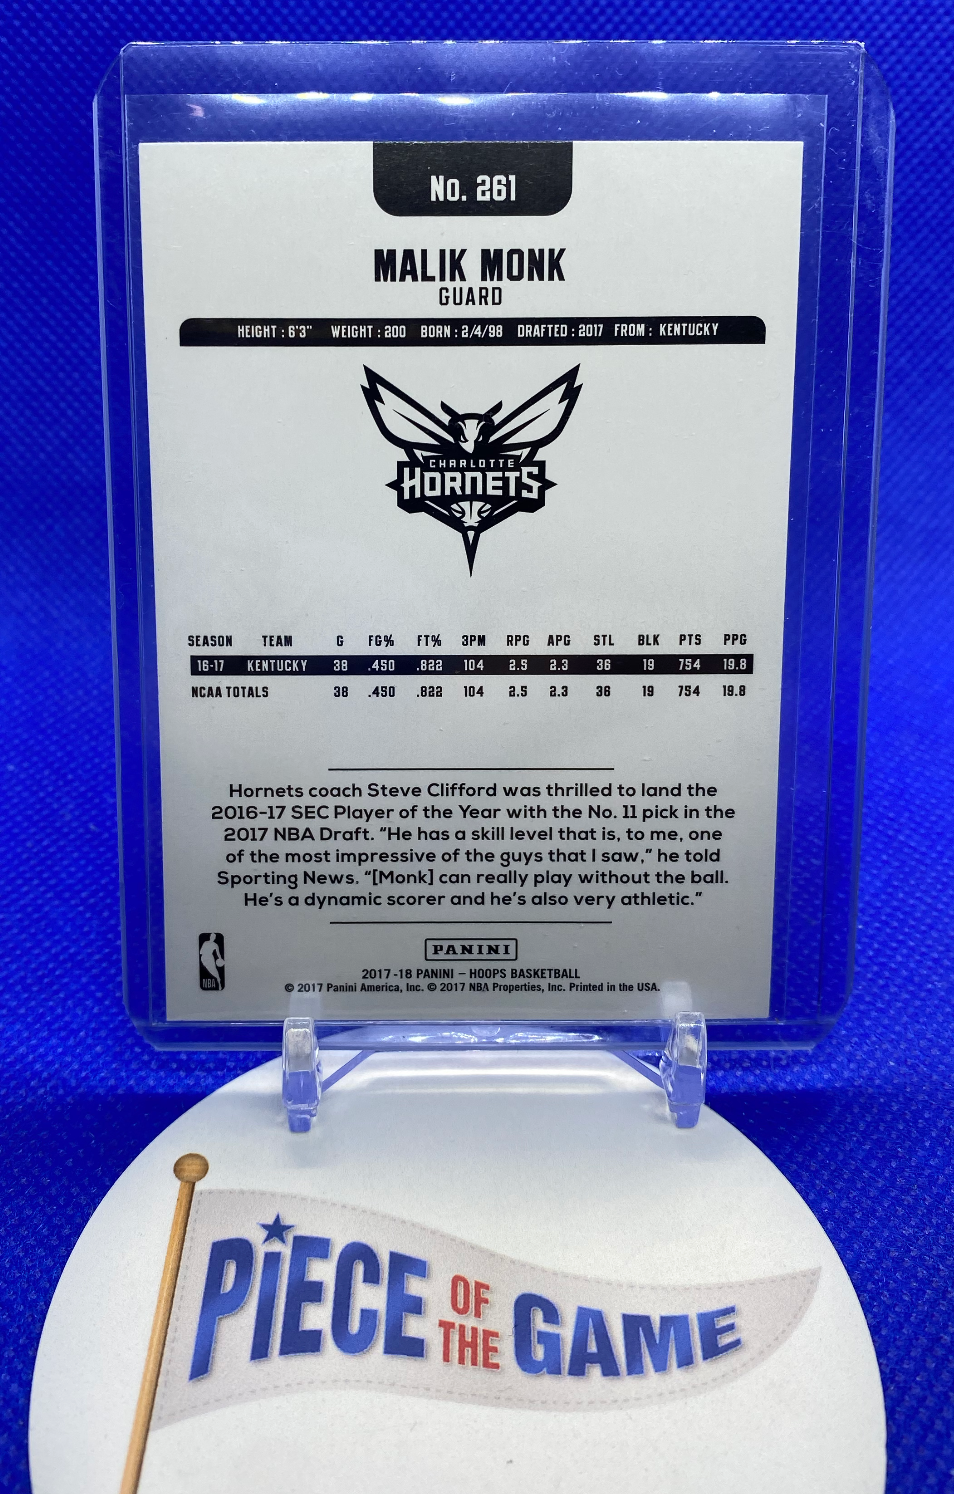 No. 261
MALIK MONK
GUARD
HEIGHT : 6'3" WEIGHT : 200 BORN : 2/4/98 DRAFTED : 2017 FROM : KENTUCKY
CHARLOTTE
HORNETS
SEASON TEAM G FG% FT% 3PM RPG APG STL BLK PTS PPG
16-17 KENTUCKY 38 .450 .822 104 2.5 2.3 36 19 754 19.8
NCAA TOTALS 38 .450 .822 104 2.5 2.3 36 19 754 19.8
Hornets coach Steve Clifford was thrilled to land the
2016-17 SEC Player of the Year with the No. 11 pick in the
2017 NBA Draft. “He has a skill level that is, to me, one
of the most impressive of the guys that I saw,” he told
Sporting News. “[Monk] can really play without the ball.
He’s a dynamic scorer and he’s also very athletic.”
NBA
PANINI
2017-18 PANINI – HOOPS BASKETBALL
© 2017 Panini America, Inc. © 2017 NBA Properties, Inc. Printed in the USA.
PiECE OF THE GAME